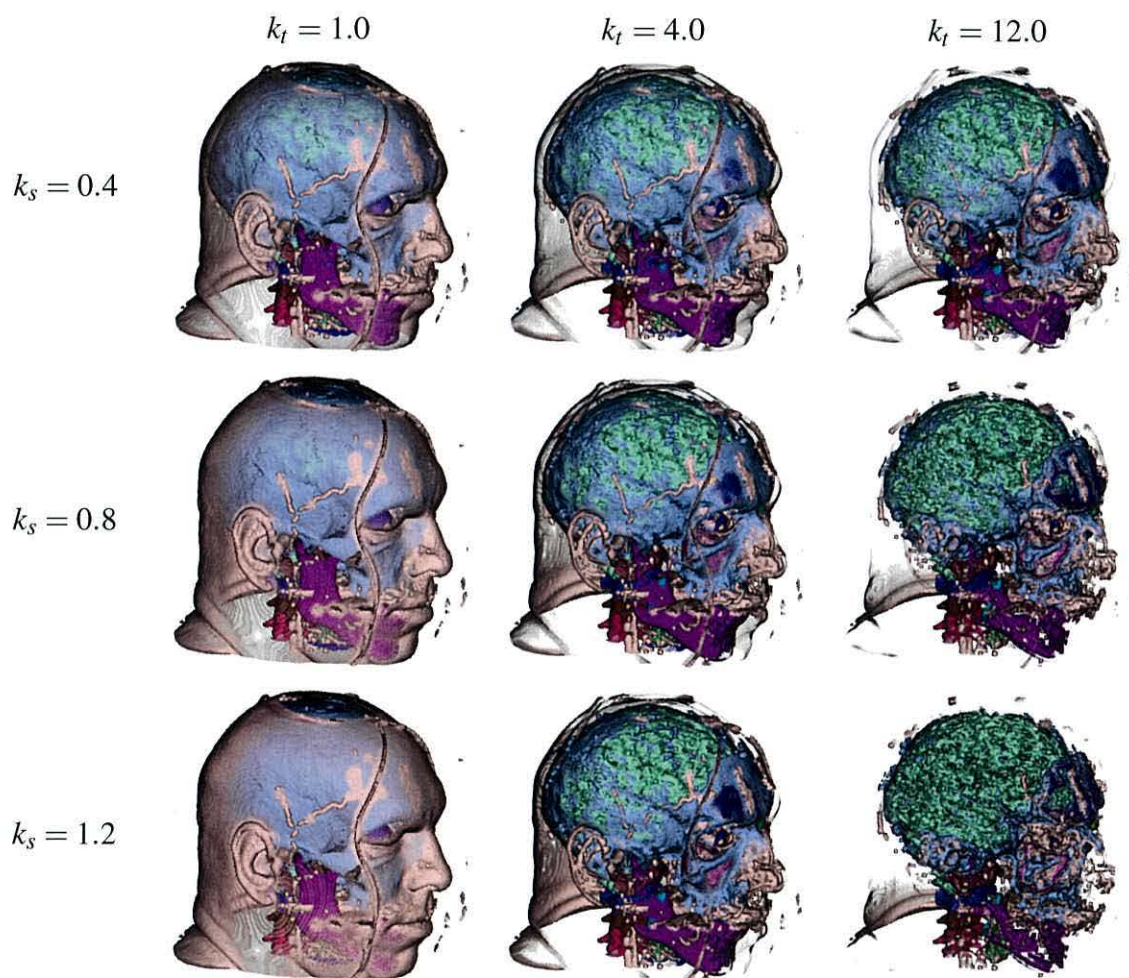 k_t = 1.0 k_t = 4.0 k_t = 12.0
k_s = 0.4
k_s = 0.8
k_s = 1.2